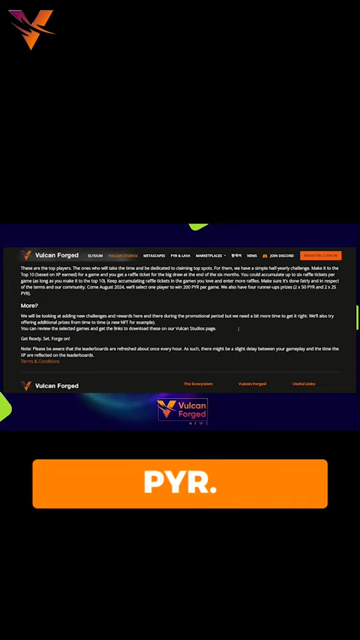 Vulcan Forged
ELYSIUM VULCAN STUDIOS METASCAPES PYR & LAVA MARKETPLACES 한국어 NEWS JOIN DISCORD REGISTER / LOGIN
These are the top players. The ones who will take the time and be dedicated to claiming top spots. For them, we have a simple half-yearly challenge. Make it to the
Top 10 (based on XP earned) for a game and you get a raffle ticket for the big draw at the end of the six months. You could accumulate up to six raffle tickets per
game (as long as you make it to the top 10). Keep accumulating raffle tickets in the games you love and enter more raffles. Make sure it's done fairly and in respect
of the terms and our community. Come August 2024, we'll select one player to win 200 PYR per game. We also have four runner-ups prizes (2 x 50 PYR and 2 x 25
PYR).
More?
We will be looking at adding new challenges and rewards here and there during the promotional period but we need a bit more time to get it right. We'll also try
offering additional prizes from time to time (a new NFT for example).
You can review the selected games and get the links to download these on our Vulcan Studios page.
Get Ready. Set. Forge on!
Note: Please be aware that the leaderboards are refreshed about once every hour. As such, there might be a slight delay between your gameplay and the time the
XP are reflected on the leaderboards.
Terms & Conditions
Vulcan Forged
The Ecosystem Vulcan Forged Useful Links
Vulcan
Forged
NEWS
PYR.